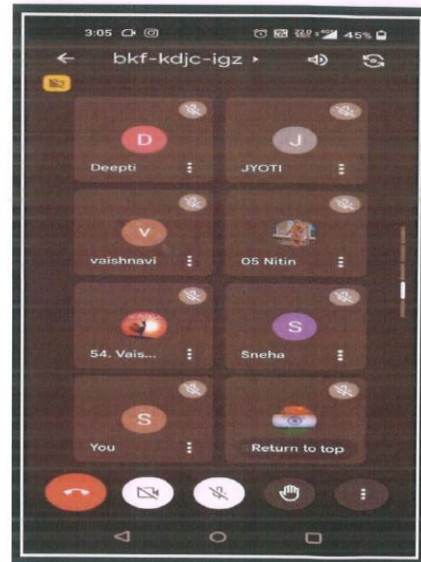 3:05 45%
bkf-kdjc-igz
D J
Deepti JYOTI
V
vaishnavi 05 Nitin
S
54. Vais... Sneha
S
You Return to top